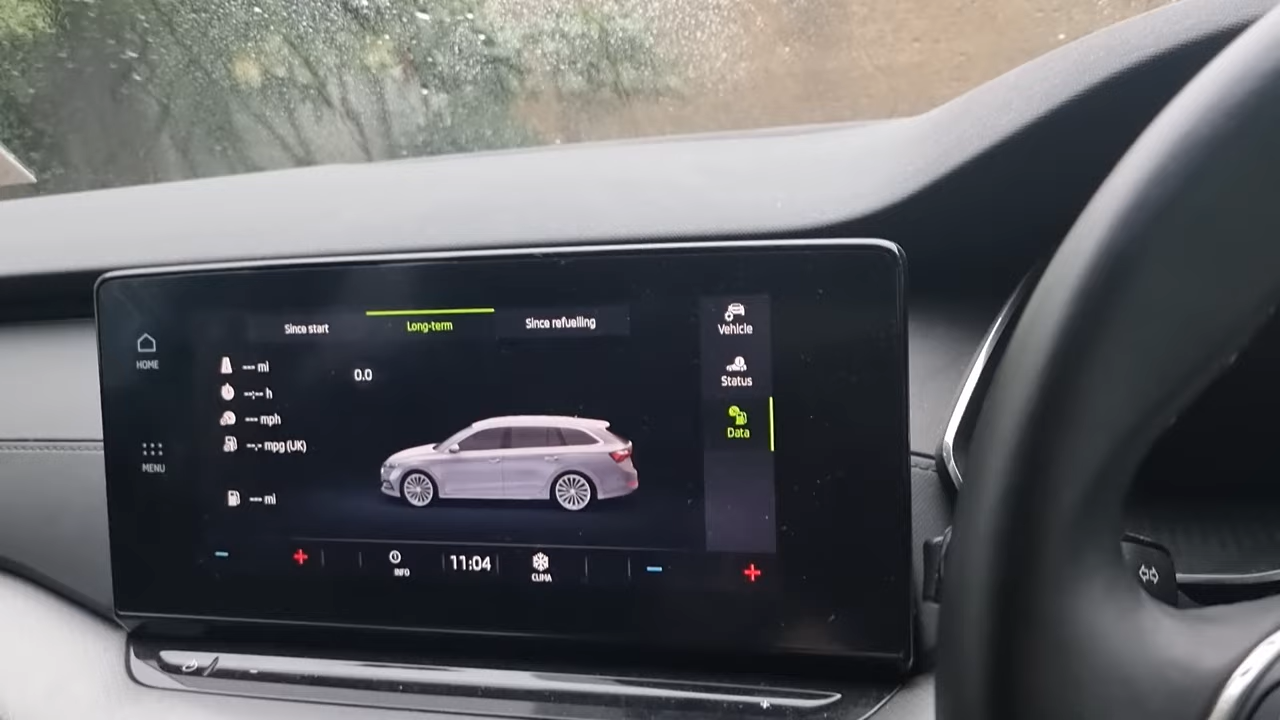 Since start
Long-term
Since refuelling
Vehicle
Status
Data
HOME
MENU
--- mi
0.0
--:-- h
--- mph
--.- mpg (UK)
--- mi
INFO
11:04
CLIMA